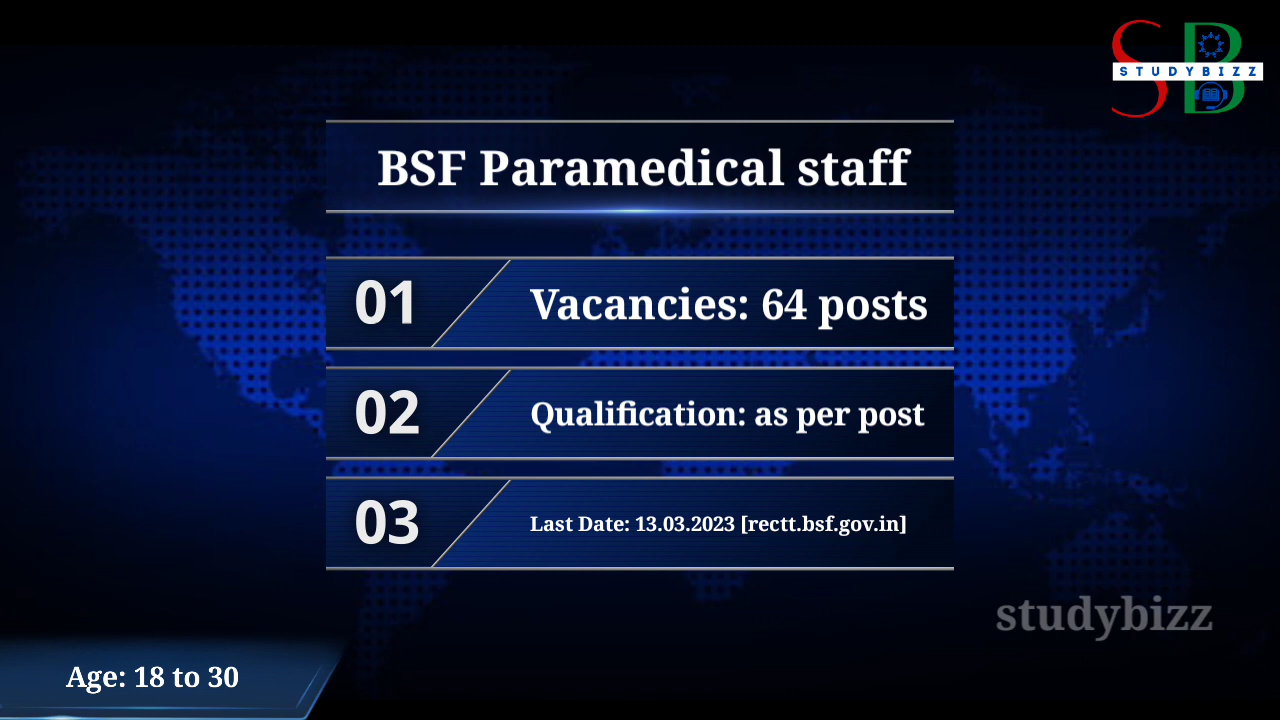 SB
STUDYBIZZ
BSF Paramedical staff
01 Vacancies: 64 posts
02 Qualification: as per post
03 Last Date: 13.03.2023 [rectt.bsf.gov.in]
studybizz
Age: 18 to 30